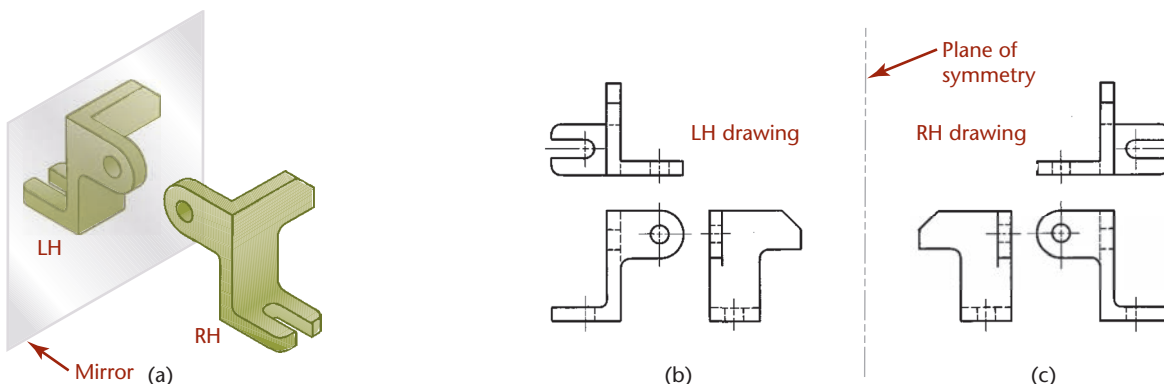 LH
RH
Mirror
(a)
LH drawing
(b)
Plane of
symmetry
RH drawing
(c)